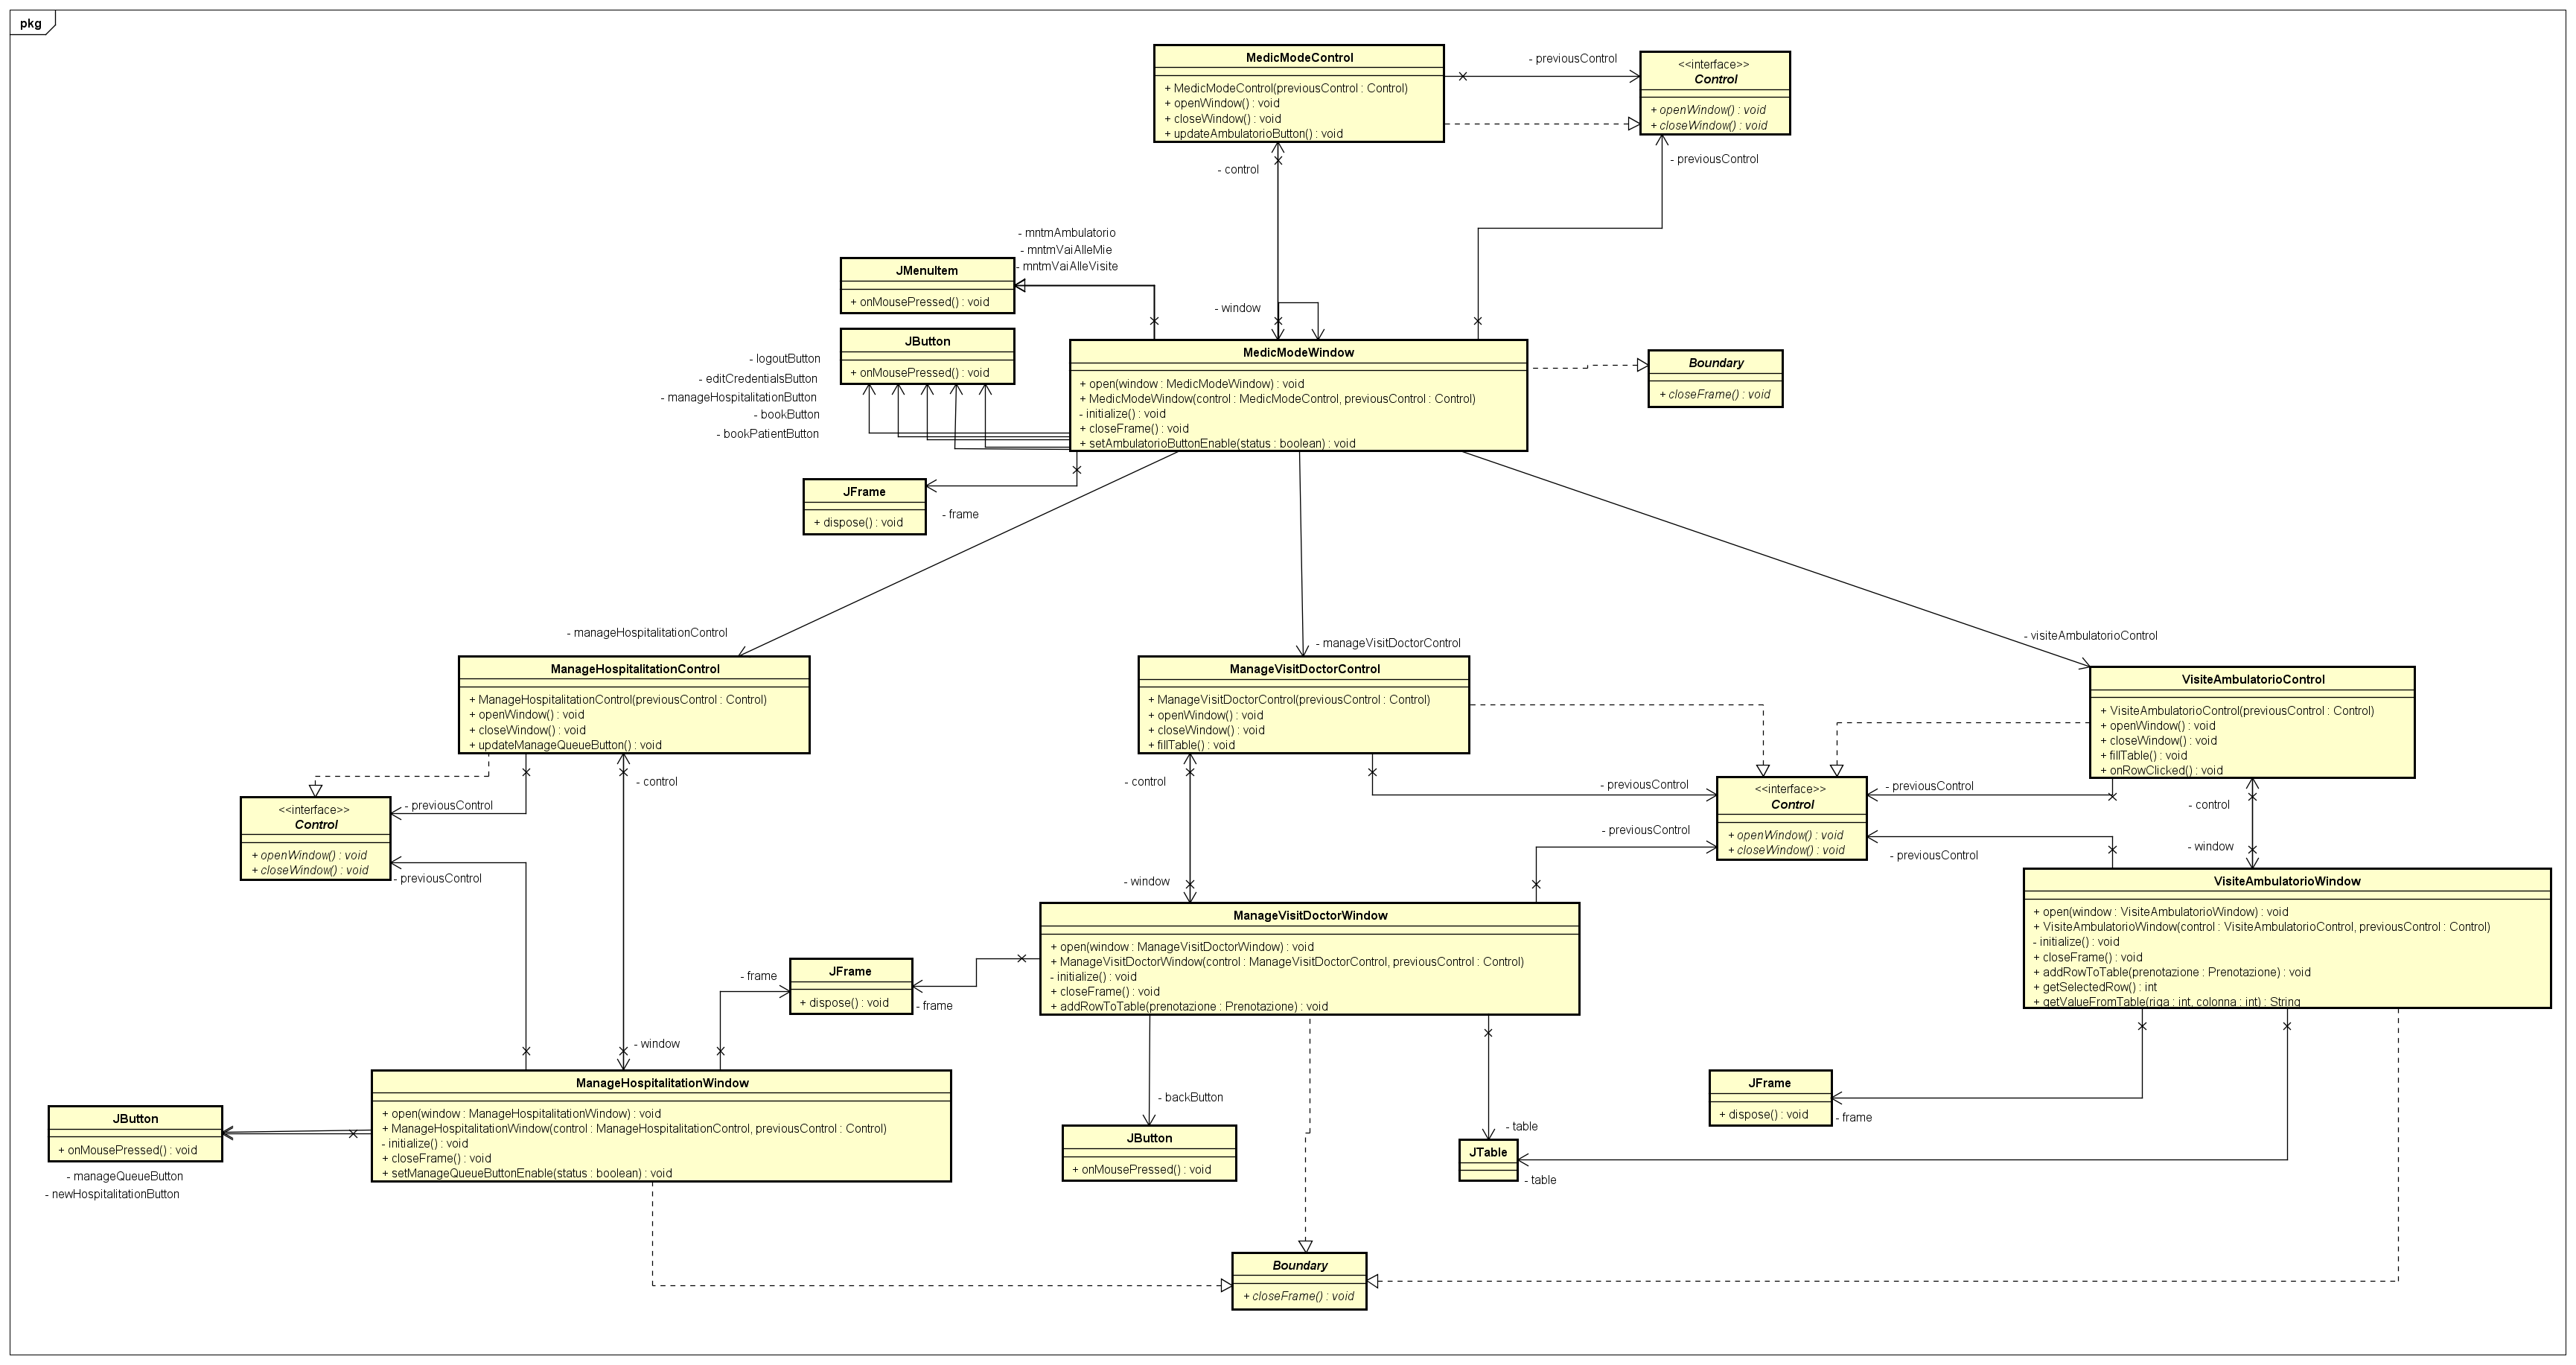 pkg
MedicModeControl
+ MedicModeControl(previousControl : Control)
+ openWindow() : void
+ closeWindow() : void
+ updateAmbulatorioButton() : void
- previousControl
<<interface>>
Control
+ openWindow() : void
+ closeWindow() : void
- previousControl
- control
- mntmAmbulatorio
- mntmVaiAlleMie
- mntmVaiAlleVisite
JMenuItem
+ onMousePressed() : void
- window
JButton
+ onMousePressed() : void
- logoutButton
- editCredentialsButton
- manageHospitalitationButton
- bookButton
- bookPatientButton
MedicModeWindow
+ open(window : MedicModeWindow) : void
+ MedicModeWindow(control : MedicModeControl, previousControl : Control)
- initialize() : void
+ closeFrame() : void
+ setAmbulatorioButtonEnable(status : boolean) : void
Boundary
+ closeFrame() : void
JFrame
+ dispose() : void
- frame
- manageHospitalitationControl
- manageVisitDoctorControl
- visiteAmbulatorioControl
ManageHospitalitationControl
+ ManageHospitalitationControl(previousControl : Control)
+ openWindow() : void
+ closeWindow() : void
+ updateManageQueueButton() : void
ManageVisitDoctorControl
+ ManageVisitDoctorControl(previousControl : Control)
+ openWindow() : void
+ closeWindow() : void
+ fillTable() : void
VisiteAmbulatorioControl
+ VisiteAmbulatorioControl(previousControl : Control)
+ openWindow() : void
+ closeWindow() : void
+ fillTable() : void
+ onRowClicked() : void
- control
- control
- previousControl
- previousControl
- previousControl
- control
<<interface>>
Control
+ openWindow() : void
+ closeWindow() : void
- previousControl
<<interface>>
Control
+ openWindow() : void
+ closeWindow() : void
- previousControl
- previousControl
- window
- window
ManageVisitDoctorWindow
+ open(window : ManageVisitDoctorWindow) : void
+ ManageVisitDoctorWindow(control : ManageVisitDoctorControl, previousControl : Control)
- initialize() : void
+ closeFrame() : void
+ addRowToTable(prenotazione : Prenotazione) : void
VisiteAmbulatorioWindow
+ open(window : VisiteAmbulatorioWindow) : void
+ VisiteAmbulatorioWindow(control : VisiteAmbulatorioControl, previousControl : Control)
- initialize() : void
+ closeFrame() : void
+ addRowToTable(prenotazione : Prenotazione) : void
+ getSelectedRow() : int
+ getValueFromTable(riga : int, colonna : int) : String
- frame
JFrame
+ dispose() : void
- frame
- window
ManageHospitalitationWindow
+ open(window : ManageHospitalitationWindow) : void
+ ManageHospitalitationWindow(control : ManageHospitalitationControl, previousControl : Control)
- initialize() : void
+ closeFrame() : void
+ setManageQueueButtonEnable(status : boolean) : void
JButton
+ onMousePressed() : void
- manageQueueButton
- newHospitalitationButton
- backButton
JButton
+ onMousePressed() : void
- table
JTable
- table
JFrame
+ dispose() : void
- frame
Boundary
+ closeFrame() : void